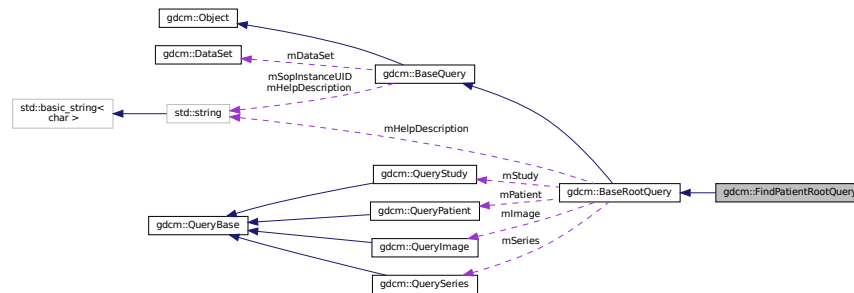 gdcm::Object
gdcm::DataSet
mDataSet
gdcm::BaseQuery
mSopInstanceUID
mHelpDescription
std::basic_string<
char >
std::string
mHelpDescription
gdcm::QueryStudy
mStudy
gdcm::BaseRootQuery
gdcm::FindPatientRootQuery
mPatient
gdcm::QueryPatient
mImage
gdcm::QueryBase
gdcm::QueryImage
mSeries
gdcm::QuerySeries